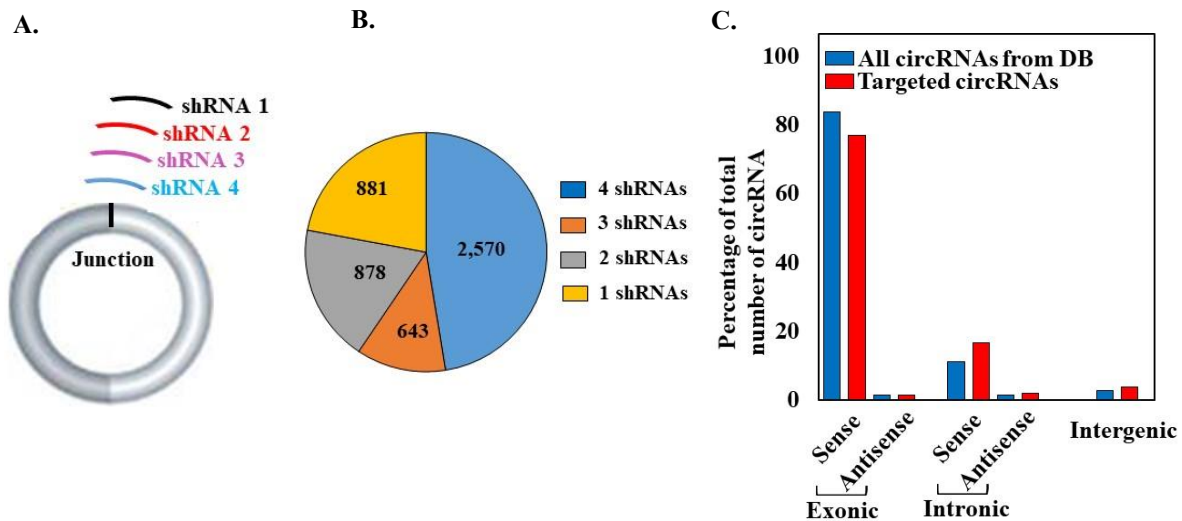 A.
shRNA 1
shRNA 2
shRNA 3
shRNA 4
Junction
B.
881
2,570
878
643
4 shRNAs
3 shRNAs
2 shRNAs
1 shRNAs
C.
Percentage of total
number of circRNA
100
80
60
40
20
0
All circRNAs from DB
Targeted circRNAs
Sense
Antisense
Sense
Antisense
Intergenic
Exonic
Intronic